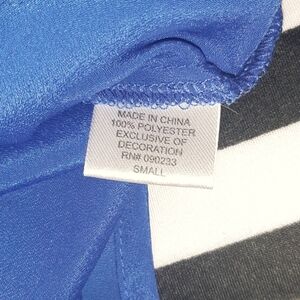 MADE IN CHINA
100% POLYESTER
EXCLUSIVE OF
DECORATION
RN# 090233
SMALL